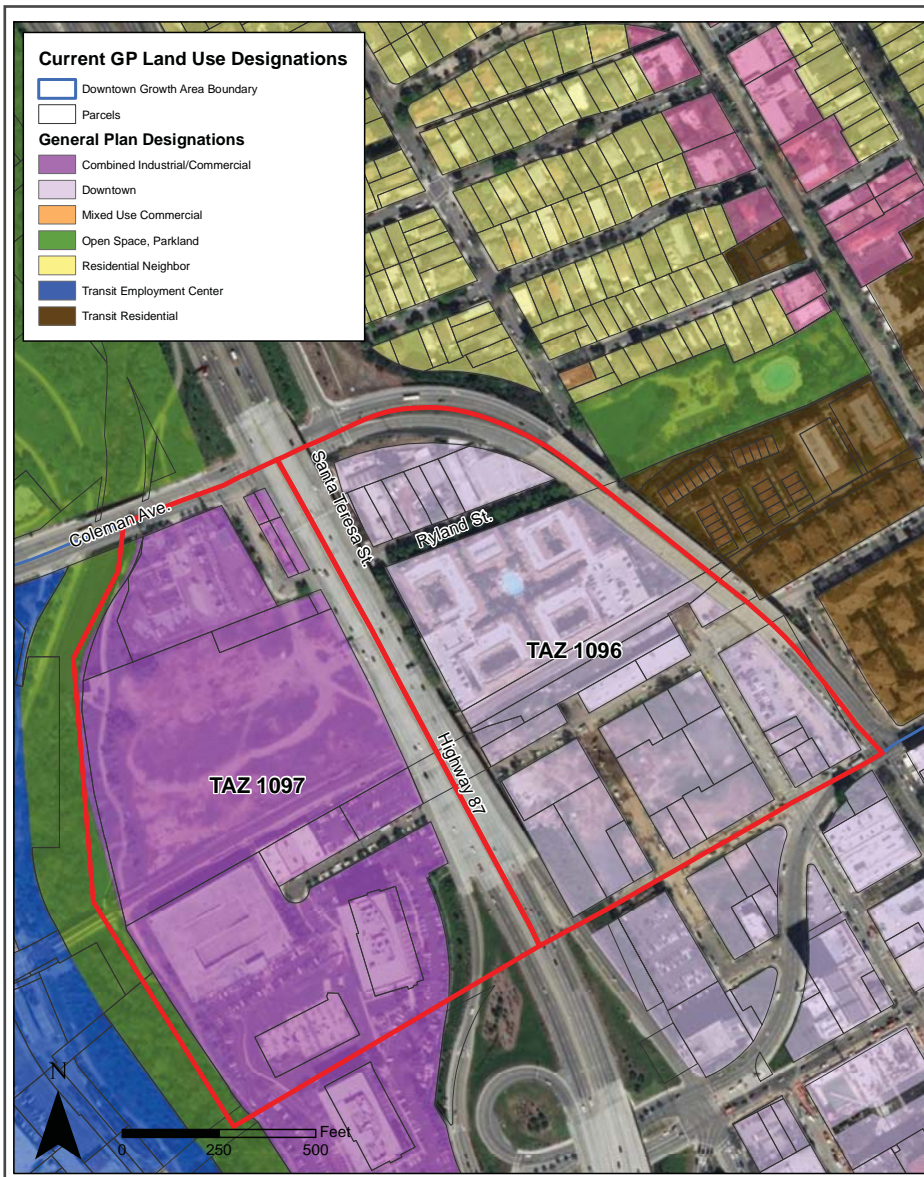 Current GP Land Use Designations
Downtown Growth Area Boundary
Parcels
General Plan Designations
Combined Industrial/Commercial
Downtown
Mixed Use Commercial
Open Space, Parkland
Residential Neighbor
Transit Employment Center
Transit Residential
Coleman Ave.
Santa Teresa St.
Ryland St.
TAZ 1096
Highway 87
TAZ 1097
N
Feet
0 250 500